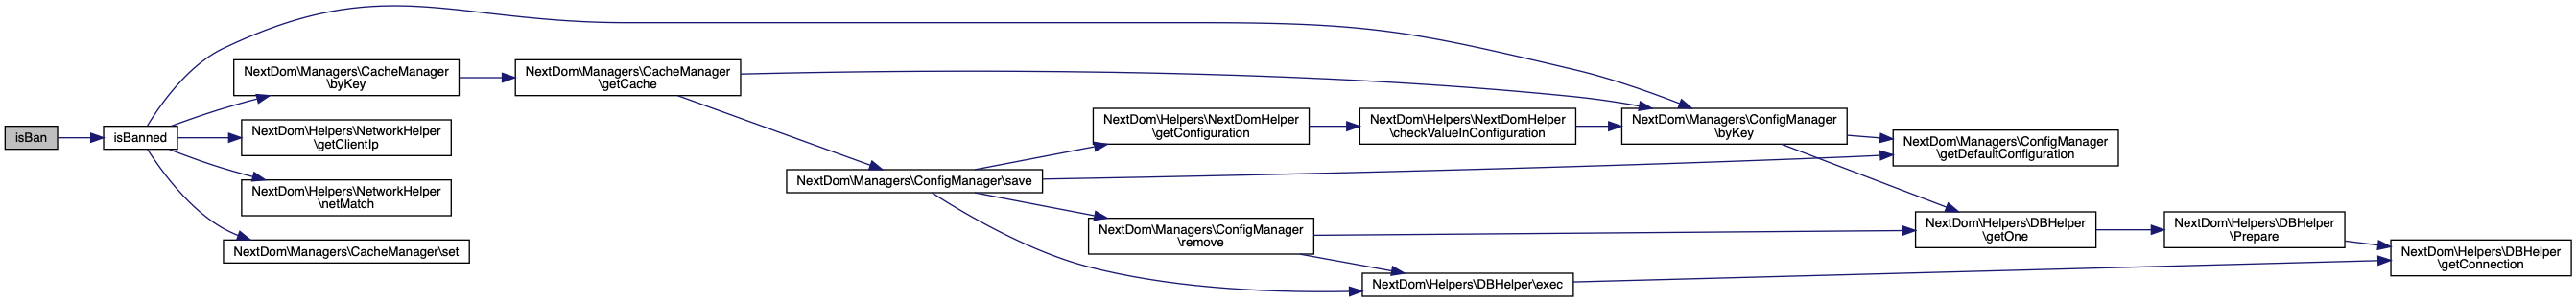 isBan
isBanned
NextDom\Managers\CacheManager
\byKey
NextDom\Helpers\NetworkHelper
\getClientIp
NextDom\Helpers\NetworkHelper
\netMatch
NextDom\Managers\CacheManager\set
NextDom\Managers\CacheManager
\getCache
NextDom\Managers\ConfigManager\save
NextDom\Helpers\NextDomHelper
\getConfiguration
NextDom\Managers\ConfigManager
\remove
NextDom\Helpers\DBHelper\exec
NextDom\Helpers\NextDomHelper
\checkValueInConfiguration
NextDom\Managers\ConfigManager
\byKey
NextDom\Managers\ConfigManager
\getDefaultConfiguration
NextDom\Helpers\DBHelper
\getOne
NextDom\Helpers\DBHelper
\Prepare
NextDom\Helpers\DBHelper
\getConnection